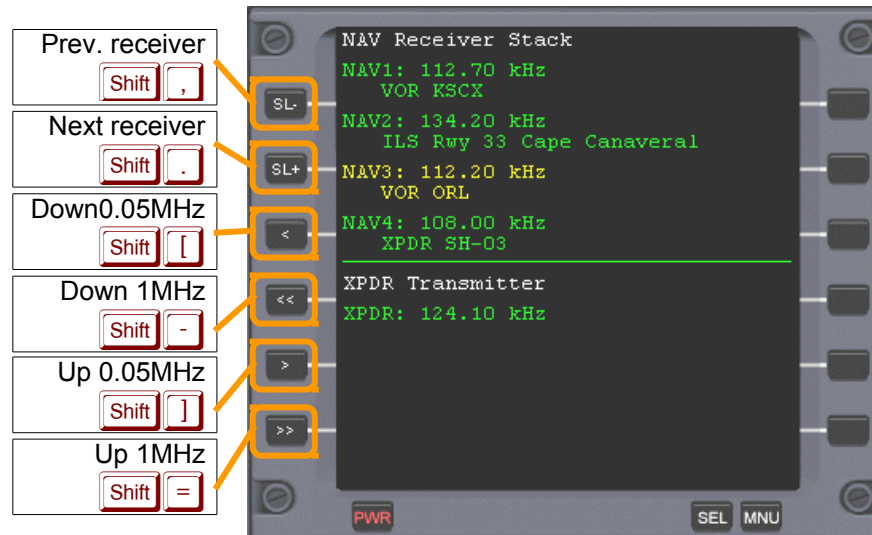 Prev. receiver
Shift ,
Next receiver
Shift .
Down0.05MHz
Shift [
Down 1MHz
Shift -
Up 0.05MHz
Shift ]
Up 1MHz
Shift =
SL-
SL+
<
<<
>
>>
NAV Receiver Stack
NAV1: 112.70 kHz
VOR KSCX
NAV2: 134.20 kHz
ILS Rwy 33 Cape Canaveral
NAV3: 112.20 kHz
VOR ORL
NAV4: 108.00 kHz
XPDR SH-03
XPDR Transmitter
XPDR: 124.10 kHz
PWR SEL MNU